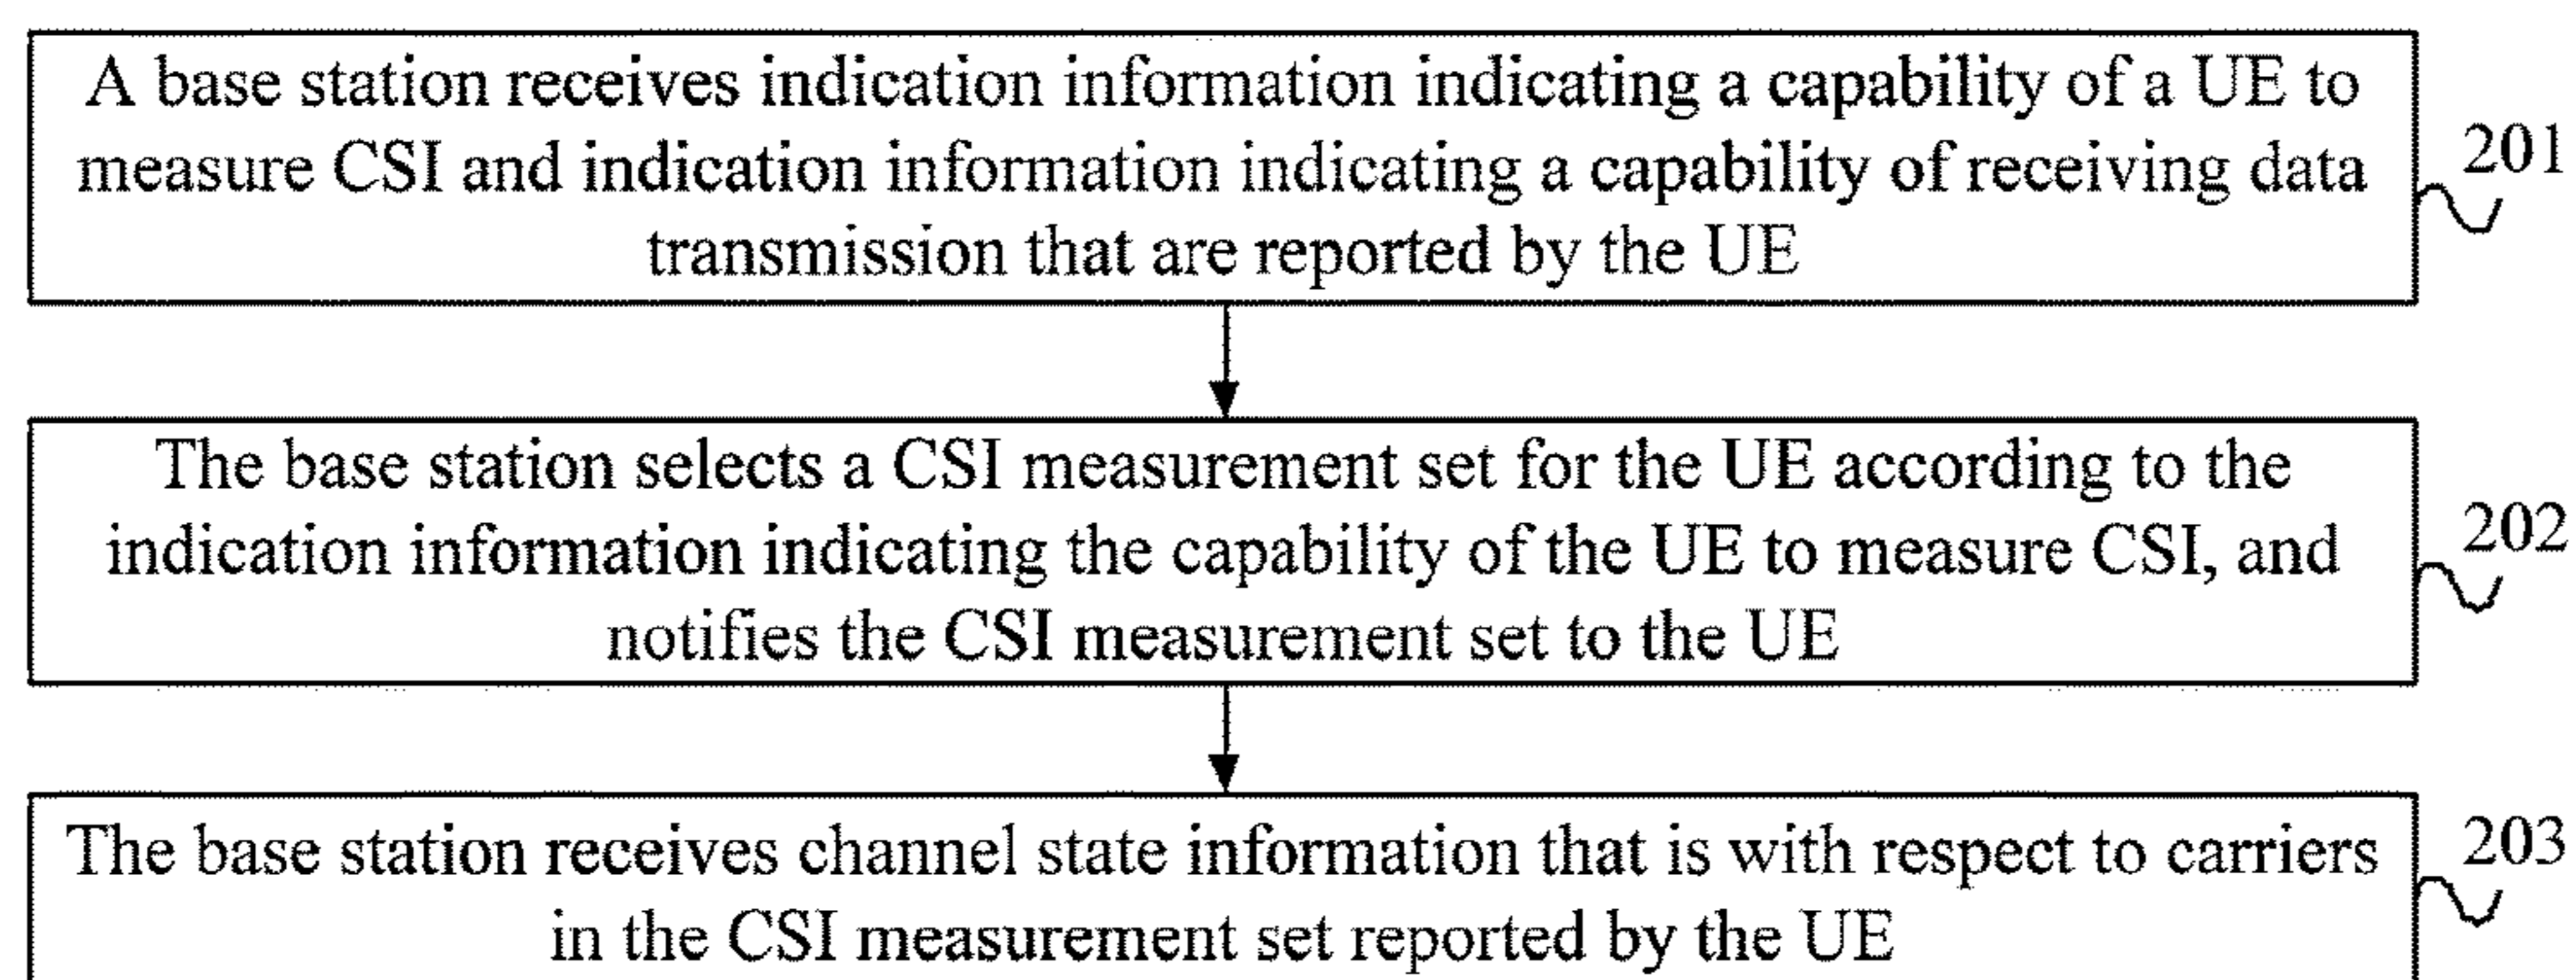 A base station receives indication information indicating a capability of a UE to
measure CSI and indication information indicating a capability of receiving data
transmission that are reported by the UE
201
The base station selects a CSI measurement set for the UE according to the
indication information indicating the capability of the UE to measure CSI, and
notifies the CSI measurement set to the UE
202
The base station receives channel state information that is with respect to carriers
in the CSI measurement set reported by the UE
203